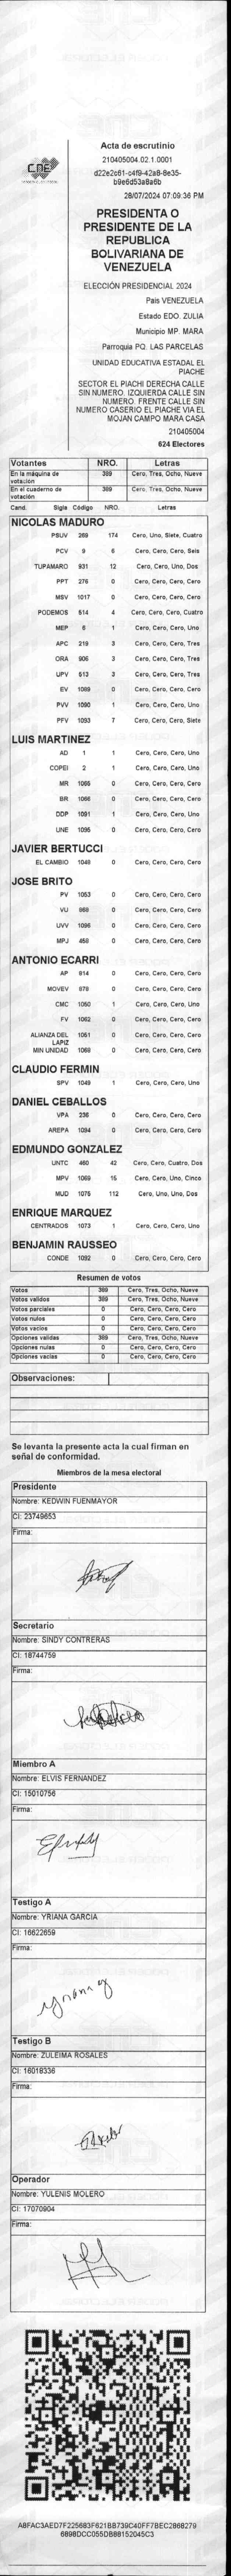 CNE
Acta de escrutinio
210405004.02.1.0001
d22e2c61-c4f9-42a8-8e35-
b9e6d53a8a6b
28/07/2024 07:09:36 PM
PRESIDENTA O
PRESIDENTE DE LA
REPUBLICA
BOLIVARIANA DE
VENEZUELA
ELECCIÓN PRESIDENCIAL 2024
Pais VENEZUELA
Estado EDO. ZULIA
Municipio MP. MARA
Parroquia PQ. LAS PARCELAS
UNIDAD EDUCATIVA ESTADAL EL
PIACHE
SECTOR EL PIACHI DERECHA CALLE
SIN NUMERO. IZQUIERDA CALLE SIN
NUMERO. FRENTE CALLE SIN
NUMERO CASERIO EL PIACHE VIA EL
MOJAN CAMPO MARA CASA
210405004
624 Electores
Votantes NRO. Letras
En la máquina de votación 389 Cero, Tres, Ocho, Nueve
En el cuaderno de votación 389 Cero, Tres, Ocho, Nueve
Cand. Sigla Código NRO. Letras
NICOLAS MADURO
PSUV 289 174 Cero, Uno, Siete, Cuatro
PCV 9 6 Cero, Cero, Cero, Seis
TUPAMARO 931 12 Cero, Cero, Uno, Dos
PPT 276 0 Cero, Cero, Cero, Cero
MSV 1017 0 Cero, Cero, Cero, Cero
PODEMOS 514 4 Cero, Cero, Cero, Cuatro
MEP 6 1 Cero, Cero, Cero, Uno
APC 219 3 Cero, Cero, Cero, Tres
ORA 906 3 Cero, Cero, Cero, Tres
UPV 513 3 Cero, Cero, Cero, Tres
EV 1089 0 Cero, Cero, Cero, Cero
PVV 1090 1 Cero, Cero, Cero, Uno
PFV 1093 7 Cero, Cero, Cero, Siete
LUIS MARTINEZ
AD 1 1 Cero, Cero, Cero, Uno
COPEI 2 1 Cero, Cero, Cero, Uno
MR 1065 0 Cero, Cero, Cero, Cero
BR 1066 0 Cero, Cero, Cero, Cero
DDP 1091 1 Cero, Cero, Cero, Uno
UNE 1095 0 Cero, Cero, Cero, Cero
JAVIER BERTUCCI
EL CAMBIO 1048 0 Cero, Cero, Cero, Cero
JOSE BRITO
PV 1053 0 Cero, Cero, Cero, Cero
VU 868 0 Cero, Cero, Cero, Cero
UVV 1096 0 Cero, Cero, Cero, Cero
MPJ 458 0 Cero, Cero, Cero, Cero
ANTONIO ECARRI
AP 814 0 Cero, Cero, Cero, Cero
MOVEV 878 0 Cero, Cero, Cero, Cero
CMC 1050 1 Cero, Cero, Cero, Uno
FV 1062 0 Cero, Cero, Cero, Cero
ALIANZA DEL LAPIZ 1051 0 Cero, Cero, Cero, Cero
MIN UNIDAD 1068 0 Cero, Cero, Cero, Cero
CLAUDIO FERMIN
SPV 1049 1 Cero, Cero, Cero, Uno
DANIEL CEBALLOS
VPA 236 0 Cero, Cero, Cero, Cero
AREPA 1094 0 Cero, Cero, Cero, Cero
EDMUNDO GONZALEZ
UNTC 460 42 Cero, Cero, Cuatro, Dos
MPV 1069 15 Cero, Cero, Uno, Cinco
MUD 1075 112 Cero, Uno, Uno, Dos
ENRIQUE MARQUEZ
CENTRADOS 1073 1 Cero, Cero, Cero, Uno
BENJAMIN RAUSSEO
CONDE 1092 0 Cero, Cero, Cero, Cero
Resumen de votos
Votos 389 Cero, Tres, Ocho, Nueve
Votos validos 389 Cero, Tres, Ocho, Nueve
Votos parciales 0 Cero, Cero, Cero, Cero
Votos nulos 0 Cero, Cero, Cero, Cero
Votos vacios 0 Cero, Cero, Cero, Cero
Opciones validas 389 Cero, Tres, Ocho, Nueve
Opciones nulas 0 Cero, Cero, Cero, Cero
Opciones vacias 0 Cero, Cero, Cero, Cero
Observaciones:
Se levanta la presente acta la cual firman en
señal de conformidad.
Miembros de la mesa electoral
Presidente
Nombre: KEDWIN FUENMAYOR
CI: 23749653
Firma:
Secretario
Nombre: SINDY CONTRERAS
CI: 18744759
Firma:
Miembro A
Nombre: ELVIS FERNANDEZ
CI: 15010756
Firma:
Testigo A
Nombre: YRIANA GARCIA
CI: 16622659
Firma:
Testigo B
Nombre: ZULEIMA ROSALES
CI: 16018336
Firma:
Operador
Nombre: YULENIS MOLERO
CI: 17070904
Firma:
A8FAC3AED7F225683F621BB739C40FF7BEC2868279
6898DCC055DB88152045C3